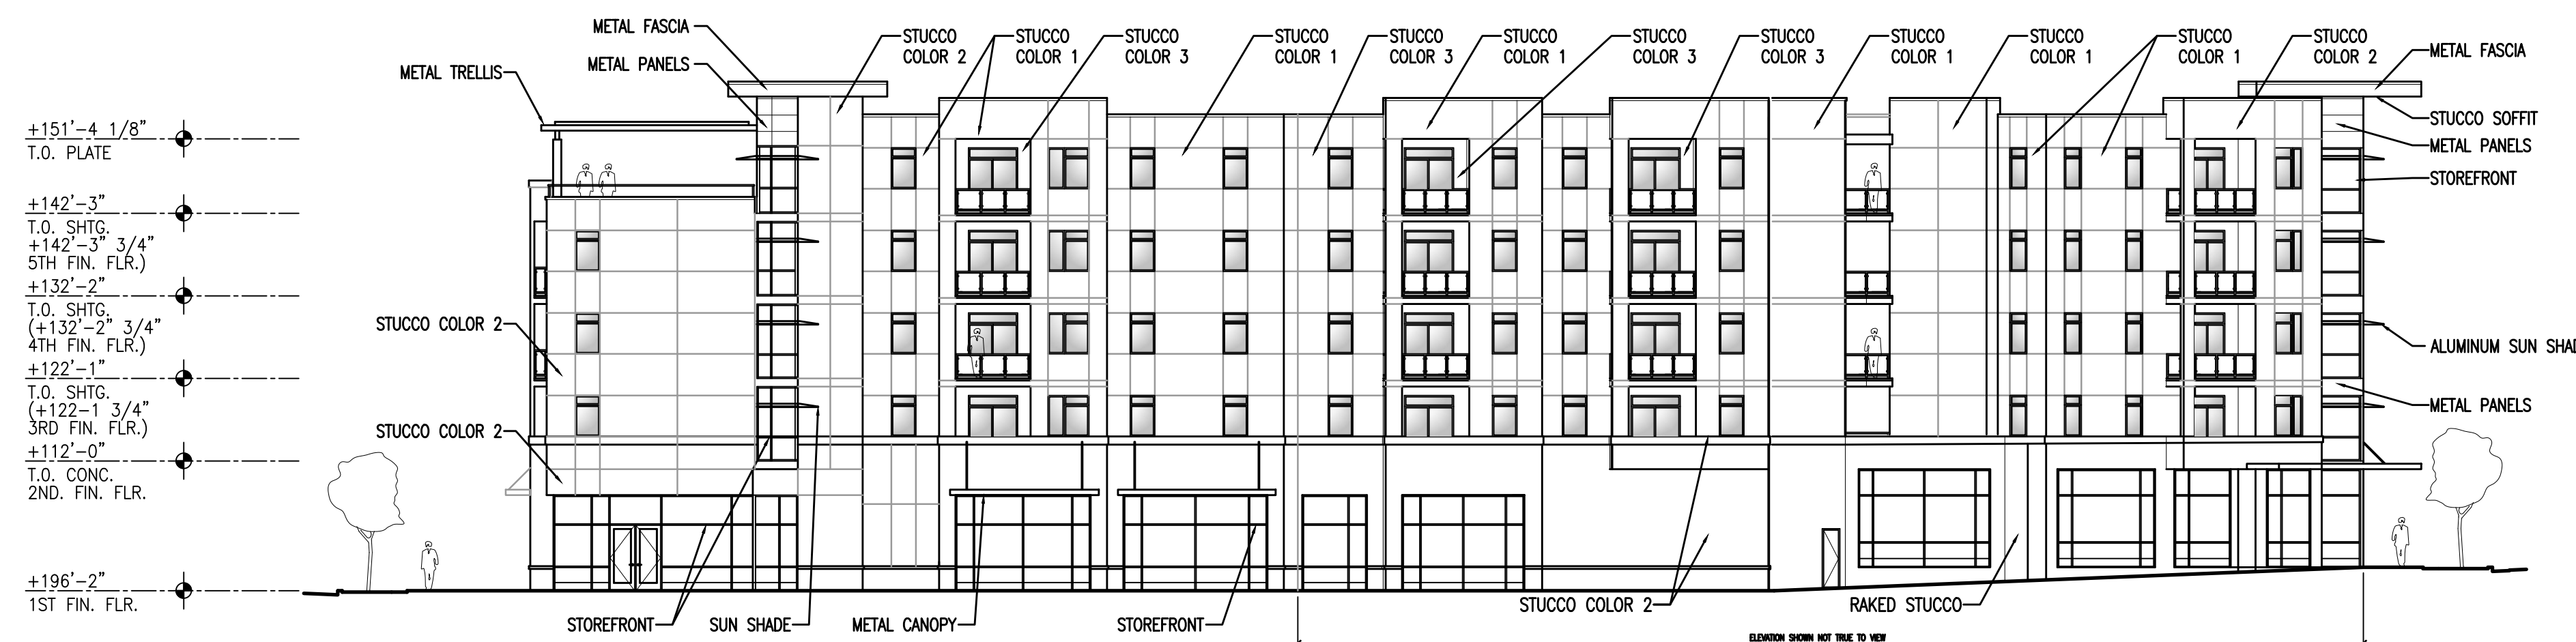 METAL FASCIA
METAL PANELS
METAL TRELLIS
STUCCO
COLOR 2
STUCCO
COLOR 1
STUCCO
COLOR 3
STUCCO
COLOR 1
STUCCO
COLOR 3
STUCCO
COLOR 1
STUCCO
COLOR 3
STUCCO
COLOR 3
STUCCO
COLOR 1
STUCCO
COLOR 1
STUCCO
COLOR 1
STUCCO
COLOR 2
METAL FASCIA
STUCCO SOFFIT
METAL PANELS
STOREFRONT
ALUMINUM SUN SHAD
METAL PANELS
+151'-4 1/8"
T.O. PLATE
+142'-3"
T.O. SHTG.
+142'-3" 3/4"
5TH FIN. FLR.)
+132'-2"
T.O. SHTG.
(+132'-2" 3/4"
4TH FIN. FLR.)
+122'-1"
T.O. SHTG.
(+122-1 3/4"
3RD FIN. FLR.)
+112'-0"
T.O. CONC.
2ND. FIN. FLR.
+196'-2"
1ST FIN. FLR.
STUCCO COLOR 2
STUCCO COLOR 2
STOREFRONT
SUN SHADE
METAL CANOPY
STOREFRONT
STUCCO COLOR 2
RAKED STUCCO
ELEVATION SHOWN NOT TRUE TO VIEW